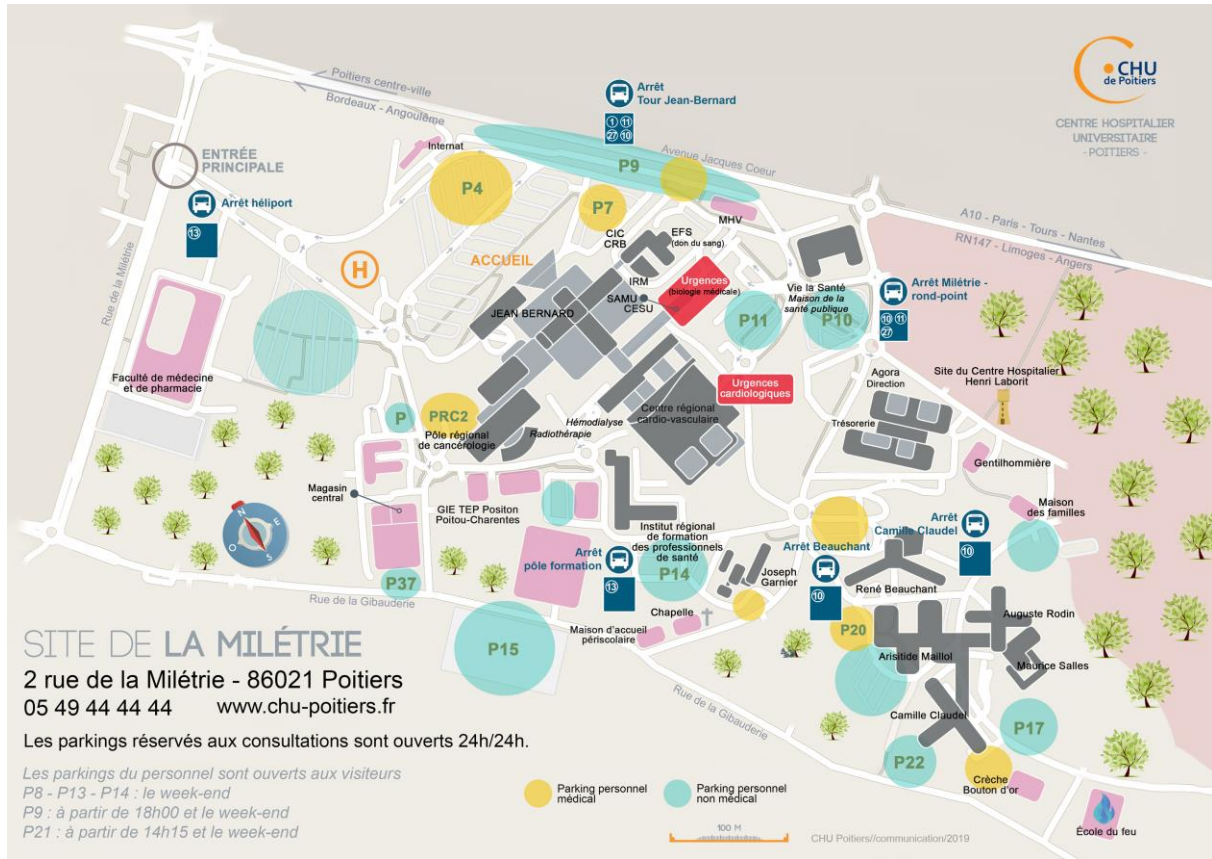 Poitiers centre-ville
Bordeaux - Angoulême
Arrêt
Tour Jean-Bernard
1 11
27 10
CHU
de Poitiers
CENTRE HOSPITALIER
UNIVERSITAIRE
- POITIERS -
ENTRÉE
PRINCIPALE
Internat
P9
Avenue Jacques Coeur
P4
P7
Arrêt héliport
13
MHV
A10 - Paris - Tours - Nantes
RN147 - Limoges - Angers
CIC
CRB
EFS
(don du sang)
H
ACCUEIL
IRM
Urgences
(biologie médicale)
SAMU
CESU
Vie la Santé
Maison de la
santé publique
Arrêt Milétrie -
rond-point
10 11
27
Rue de la Milétrie
JEAN BERNARD
P11
P10
Faculté de médecine
et de pharmacie
Agora
Direction
Site du Centre Hospitalier
Henri Laborit
Urgences
cardiologiques
P
PRC2
Pôle régional
de cancérologie
Radiothérapie
Hémodialyse
Centre régional
cardio-vasculaire
Trésorerie
Gentilhommière
Magasin
central
GIE TEP Positon
Poitou-Charentes
Maison
des familles
N
E
S
O
Institut régional
de formation
des professionnels
de santé
Arrêt
pôle formation
13
P14
Joseph
Garnier
Arrêt Beauchant
10
Arrêt
Camille Claudel
10
René Beauchant
P37
Rue de la Gibauderie
Chapelle
Maison d'accueil
périscolaire
P15
P20
Arisitide Maillol
Auguste Rodin
Maurice Salles
Rue de la Gibauderie
Camille Claudel
P17
P22
Crèche
Bouton d'or
École du feu
SITE DE LA MILÉTRIE
2 rue de la Milétrie - 86021 Poitiers
05 49 44 44 44 www.chu-poitiers.fr
Les parkings réservés aux consultations sont ouverts 24h/24h.
Les parkings du personnel sont ouverts aux visiteurs
P8 - P13 - P14 : le week-end
P9 : à partir de 18h00 et le week-end
P21 : à partir de 14h15 et le week-end
Parking personnel
médical
Parking personnel
non médical
100 M
CHU Poitiers//communication/2019